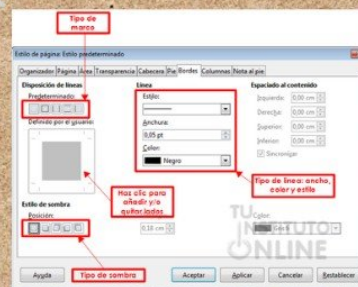 Tipo de marco
Estilo de página: Estilo predeterminado
Organizador Página Área Transparencia Cabecera Pie Bordes Columnas Nota al pie
Disposición de líneas
Predeterminado:
Definido por el usuario:
Haz clic para añadir y/o quitar lados
Estilo de sombra
Posición:
Línea
Estilo:
Anchura:
0,05 pt
Color:
Negro
Tipo de línea: ancho, color y estilo
Espaciado al contenido
Izquierda: 0,00 cm
Derecha: 0,00 cm
Superior: 0,00 cm
Inferior: 0,00 cm
Sincronizar
0,18 cm
Color:
TU
INSTITUTO
ONLINE
Ayuda
Tipo de sombra
Aceptar
Aplicar
Cancelar
Restablecer